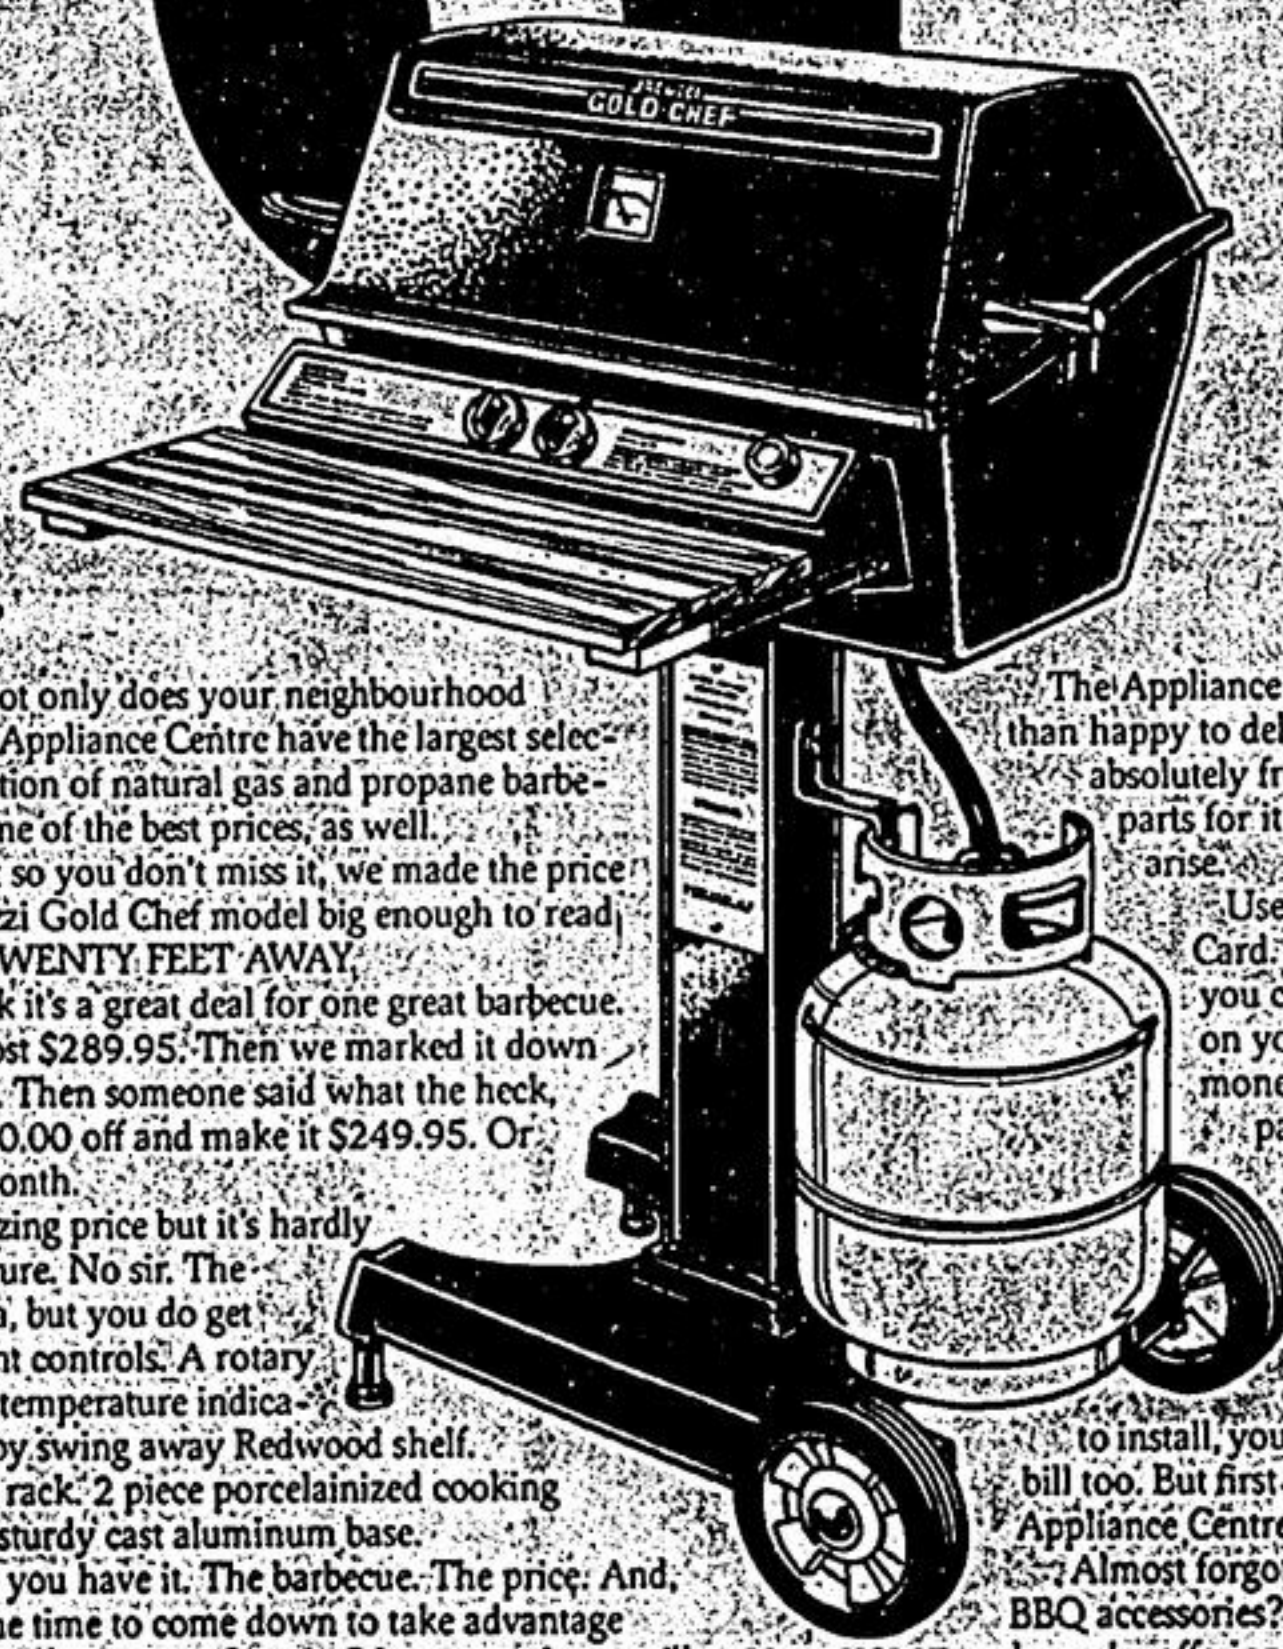 GOLD CHEF
ot only does your neighbourhood
Appliance Centre have the largest selec-
tion of natural gas and propane barbe-
ne of the best prices, as well.
so you don't miss it, we made the price
zzi Gold Chef model big enough to read
WENTY FEET AWAY,
k it's a great deal for one great barbecue.
ost $289.95. Then we marked it down
. Then someone said what the heck,
0.00 off and make it $249.95. Or
onth.
zing price but it's hardly
ure. No sir. The
, but you do get
nt controls. A rotary
temperature indica-
by swing away Redwood shelf.
rack. 2 piece porcelainized cooking
sturdy cast aluminum base.
you have it. The barbecue. The price. And,
ne time to come down to take advantage
The Appliance
than happy to del
absolutely fr
parts for it
arise.
Use
Card.
you
on yo
mone
p
to install, you
bill too. But first
Appliance Centr
Almost forgo
BBQ accessories?